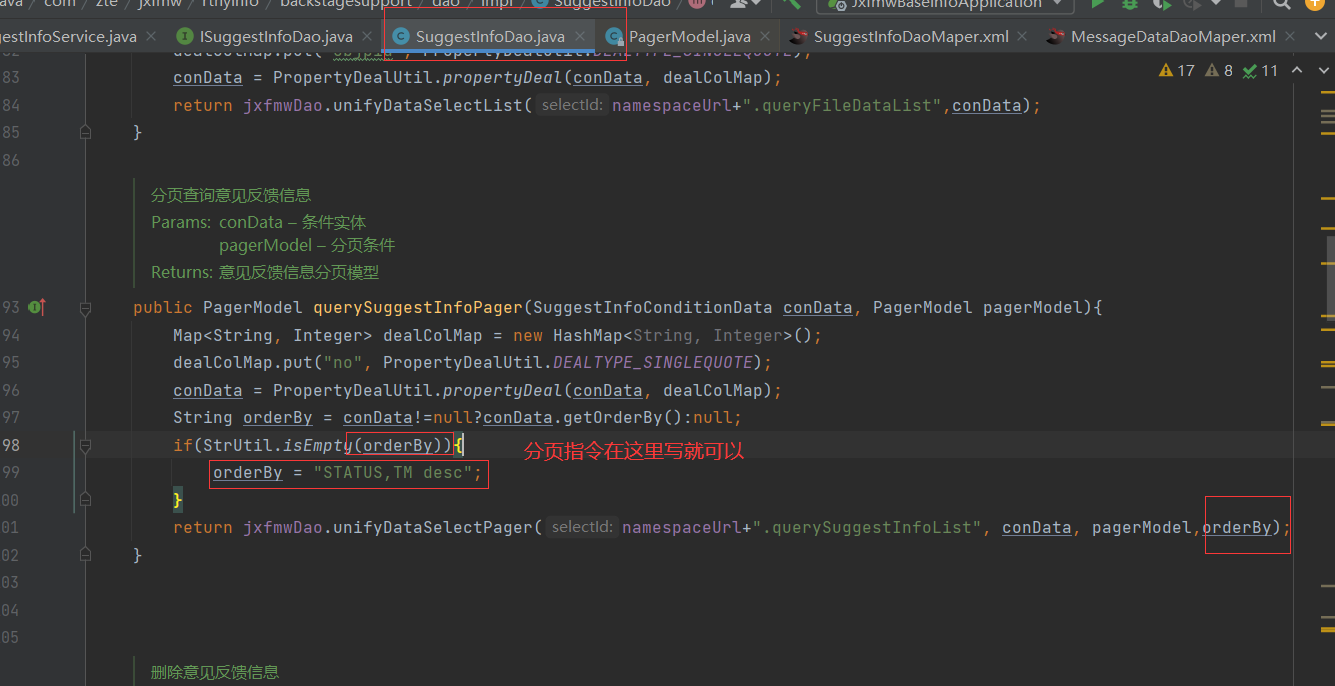 com / zte / jxfmw / rthyinfo / backstagesupport / dao / impl / SuggestInfoDao
JxfmwBaseInfoApplication
gestInfoService.java × ISuggestInfoDao.java × SuggestInfoDao.java × PagerModel.java × SuggestInfoDaoMaper.xml × MessageDataDaoMaper.xml ×
17 8 11
83 conData = PropertyDealUtil.propertyDeal(conData, dealColMap);
84 return jxfmwDao.unifyDataSelectList( selectId: namespaceUrl+".queryFileDataList",conData);
85 }
86
分页查询意见反馈信息
Params: conData – 条件实体
pagerModel – 分页条件
Returns: 意见反馈信息分页模型
93 public PagerModel querySuggestInfoPager(SuggestInfoConditionData conData, PagerModel pagerModel){
94 Map<String, Integer> dealColMap = new HashMap<String, Integer>();
95 dealColMap.put("no", PropertyDealUtil.DEALTYPE_SINGLEQUOTE);
96 conData = PropertyDealUtil.propertyDeal(conData, dealColMap);
97 String orderBy = conData!=null?conData.getOrderBy():null;
98 if(StrUtil.isEmpty(orderBy)){ 分页指令在这里写就可以
99 orderBy = "STATUS,TM desc";
00 }
01 return jxfmwDao.unifyDataSelectPager( selectId: namespaceUrl+".querySuggestInfoList", conData, pagerModel,orderBy);
02 }
03
04
05
删除意见反馈信息